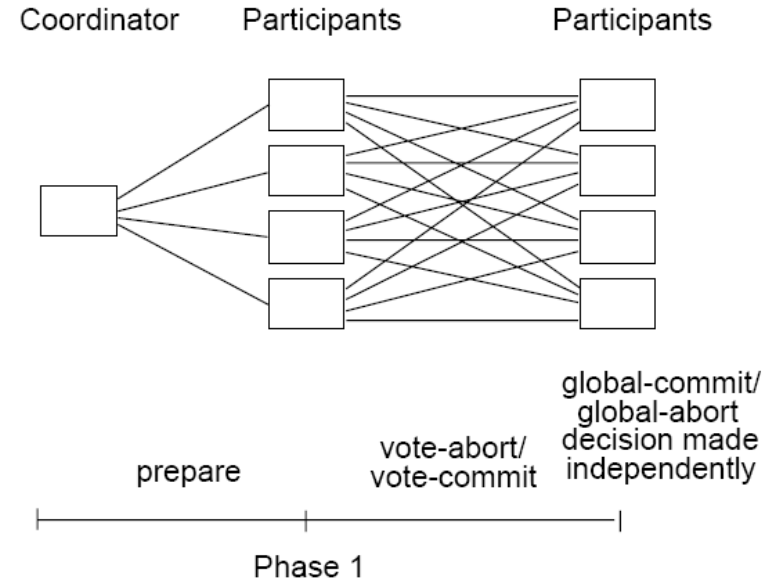 Coordinator
Participants
Participants
prepare
vote-abort/
vote-commit
global-commit/
global-abort
decision made
independently
Phase 1